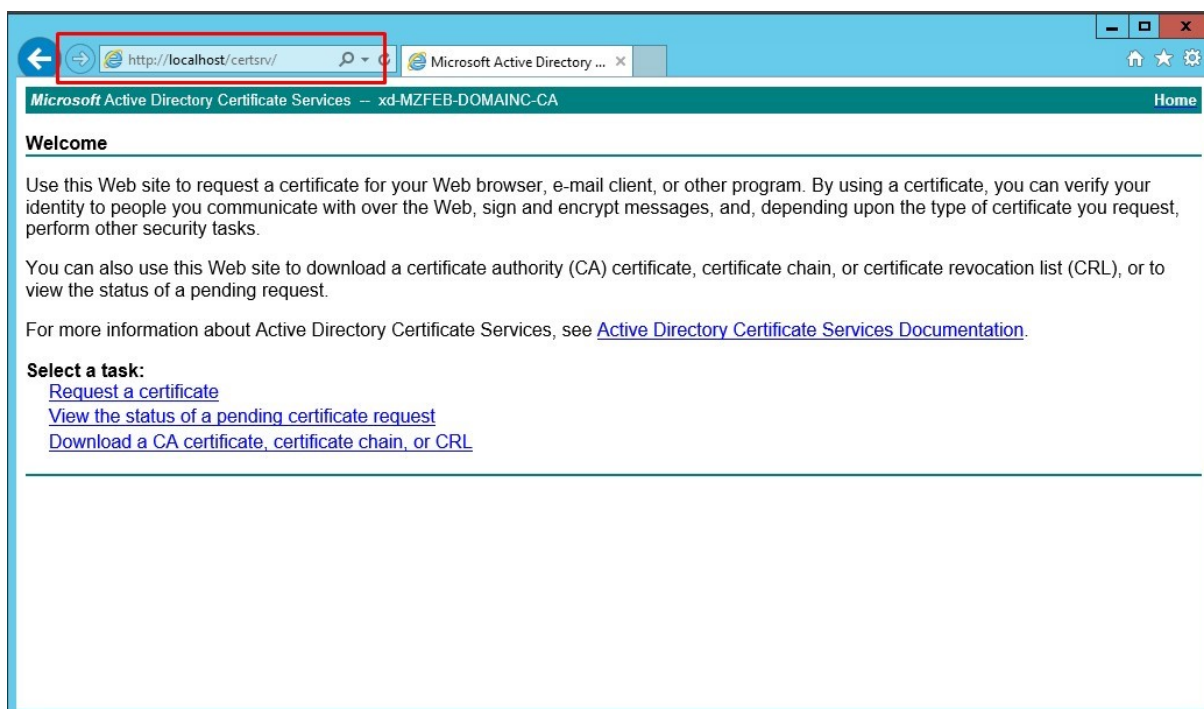 http://localhost/certsrv/
Microsoft Active Directory ...
Microsoft Active Directory Certificate Services -- xd-MZFEB-DOMAINC-CA Home
Welcome
Use this Web site to request a certificate for your Web browser, e-mail client, or other program. By using a certificate, you can verify your
identity to people you communicate with over the Web, sign and encrypt messages, and, depending upon the type of certificate you request,
perform other security tasks.
You can also use this Web site to download a certificate authority (CA) certificate, certificate chain, or certificate revocation list (CRL), or to
view the status of a pending request.
For more information about Active Directory Certificate Services, see Active Directory Certificate Services Documentation.
Select a task:
Request a certificate
View the status of a pending certificate request
Download a CA certificate, certificate chain, or CRL